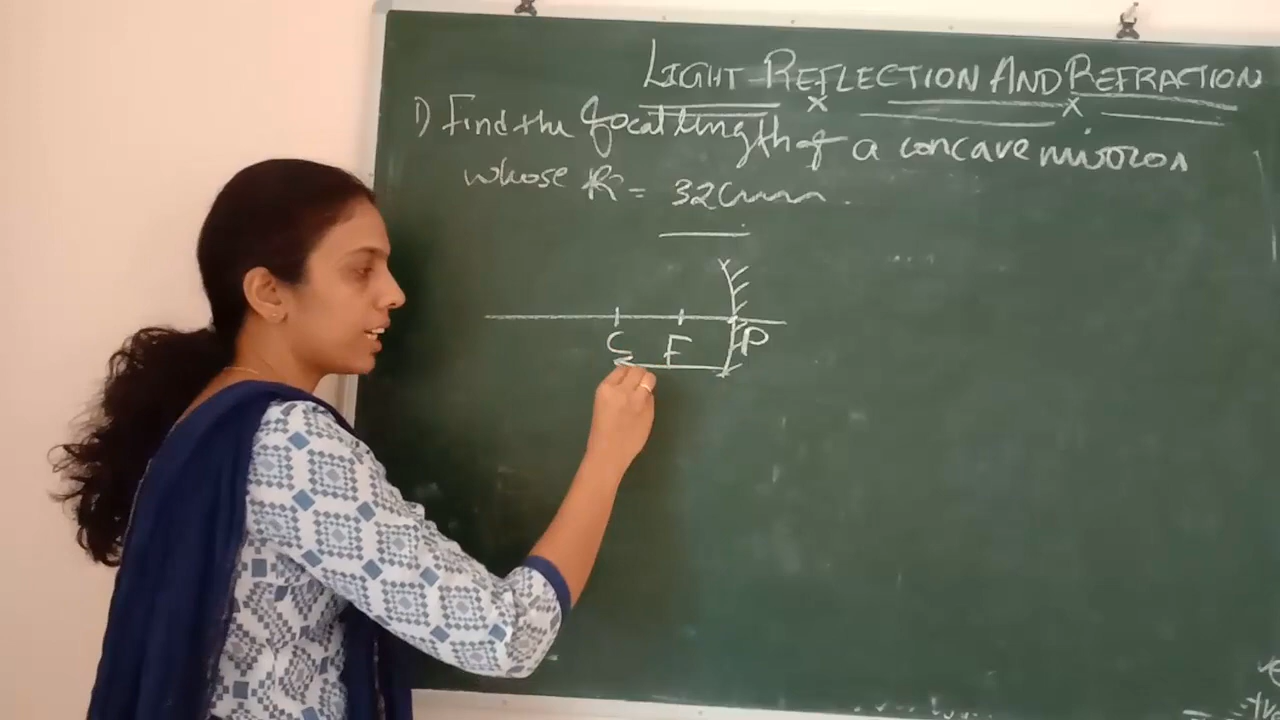 LIGHT REFLECTION AND REFRACTION
1) Find the focal length of a concave mirror
whose R = 32cm.
C F P